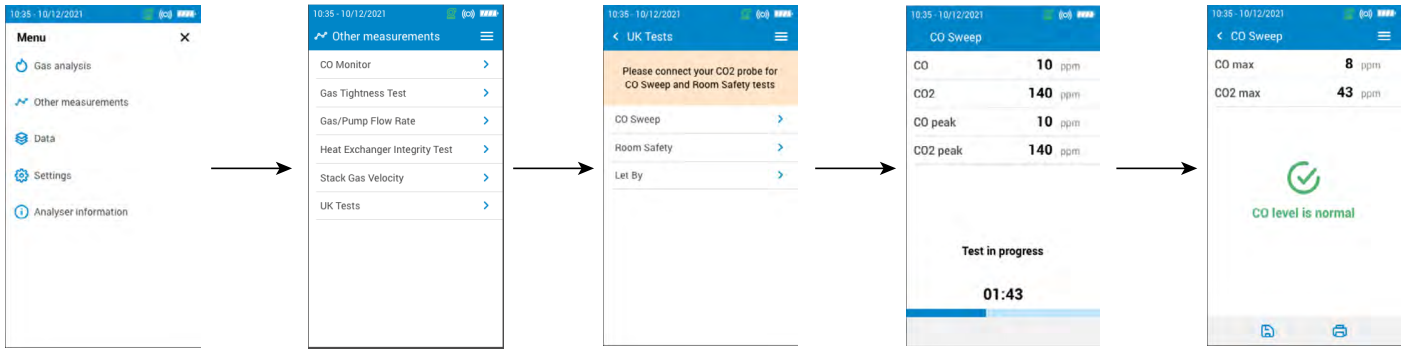 10:35 - 10/12/2021
Menu
Gas analysis
Other measurements
Data
Settings
Analyser information
10:35 - 10/12/2021
Other measurements
CO Monitor
Gas Tightness Test
Gas/Pump Flow Rate
Heat Exchanger Integrity Test
Stack Gas Velocity
UK Tests
10:35 - 10/12/2021
UK Tests
Please connect your CO2 probe for
CO Sweep and Room Safety tests
CO Sweep
Room Safety
Let By
10:35 - 10/12/2021
CO Sweep
CO 10 ppm
CO2 140 ppm
CO peak 10 ppm
CO2 peak 140 ppm
Test in progress
01:43
10:35 - 10/12/2021
CO Sweep
CO max 8 ppm
CO2 max 43 ppm
CO level is normal